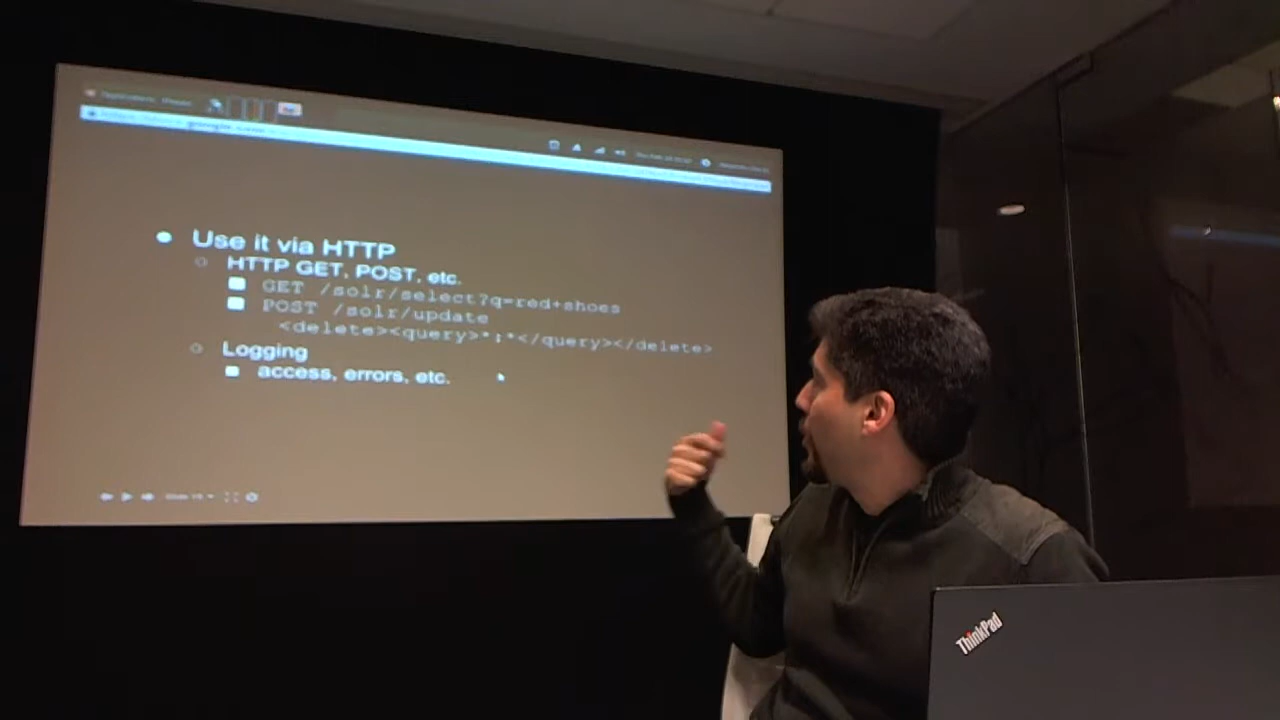 Use it via HTTP
HTTP GET, POST, etc.
GET /solr/select?q=red+shoes
POST /solr/update
<delete><query>*:*</query></delete>
Logging
access, errors, etc.
ThinkPad